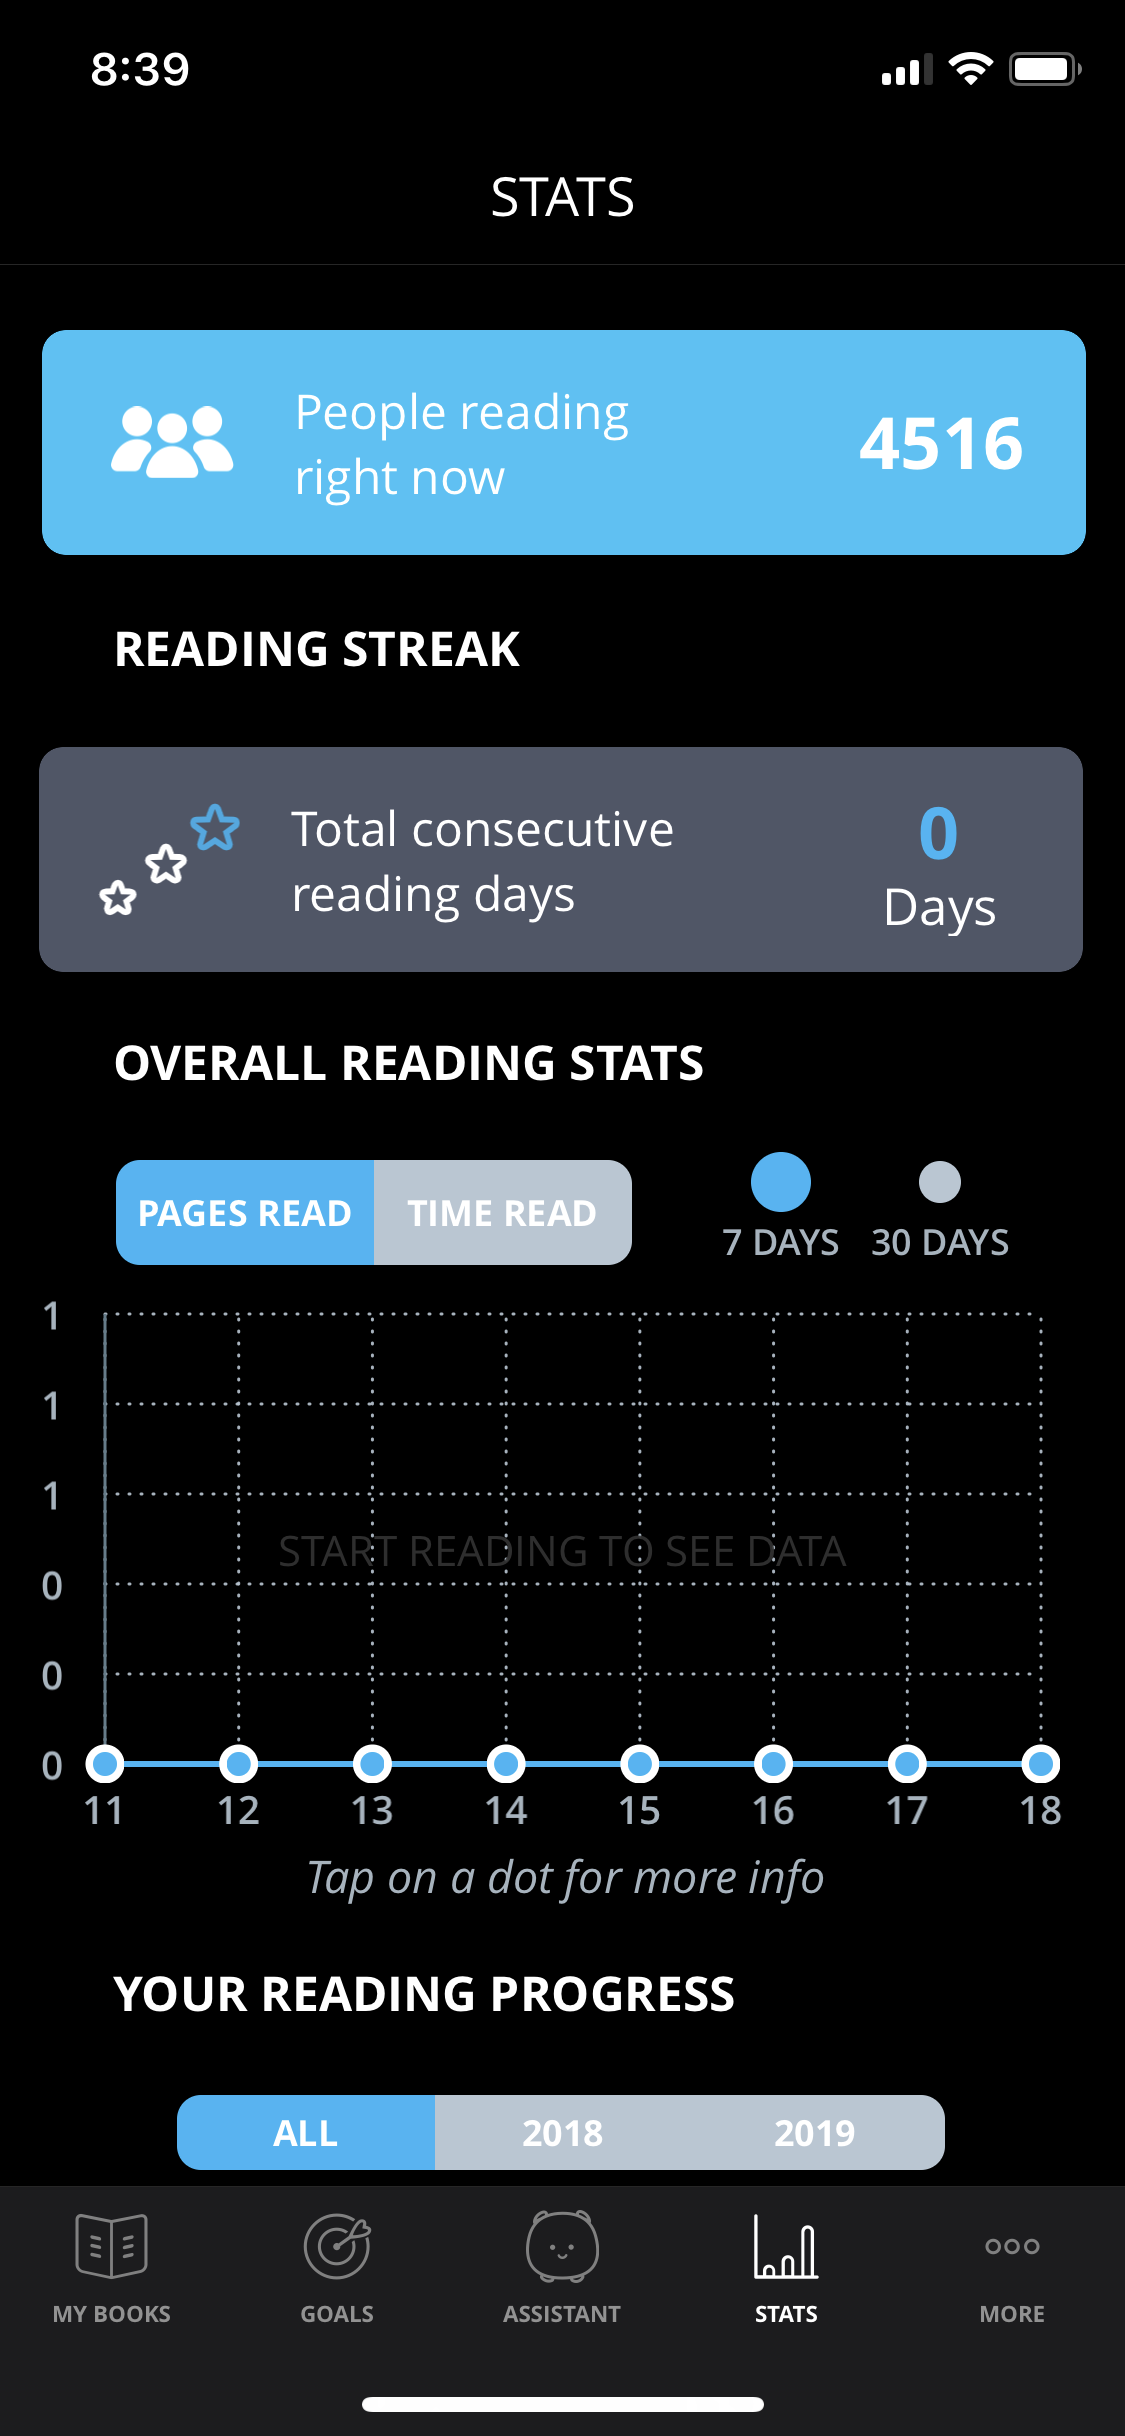 8:39
STATS
People reading
right now
4516
READING STREAK
Total consecutive
reading days
0
Days
OVERALL READING STATS
PAGES READ
TIME READ
7 DAYS
30 DAYS
1
1
1
START READING TO SEE DATA
0
0
0
11 12 13 14 15 16 17 18
Tap on a dot for more info
YOUR READING PROGRESS
ALL
2018
2019
MY BOOKS
GOALS
ASSISTANT
STATS
MORE